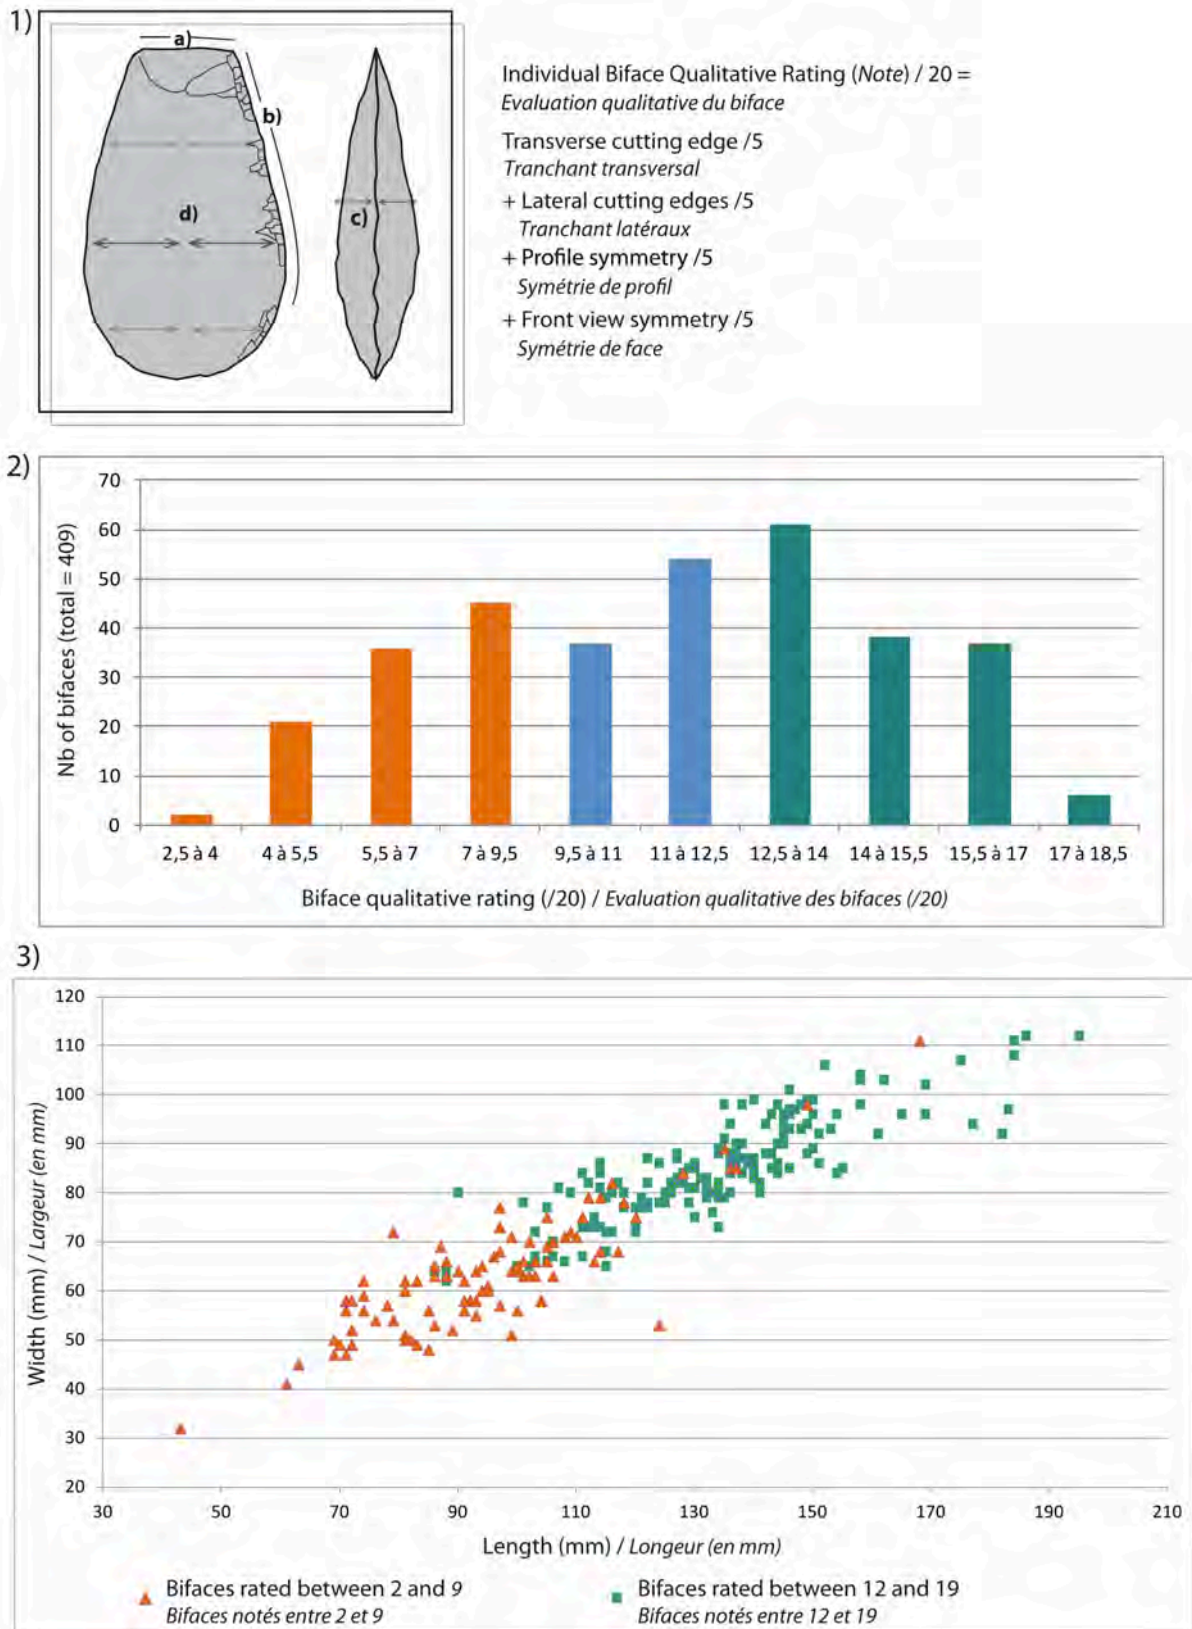 1)
a)
b)
c)
d)
Individual Biface Qualitative Rating (Note) / 20 =
Evaluation qualitative du biface
Transverse cutting edge /5
Tranchant transversal
+ Lateral cutting edges /5
Tranchant latéraux
+ Profile symmetry /5
Symétrie de profil
+ Front view symmetry /5
Symétrie de face
2)
Nb of bifaces (total = 409)
70
60
50
40
30
20
10
0
2,5 à 4 4 à 5,5 5,5 à 7 7 à 9,5 9,5 à 11 11 à 12,5 12,5 à 14 14 à 15,5 15,5 à 17 17 à 18,5
Biface qualitative rating (/20) / Evaluation qualitative des bifaces (/20)
3)
Width (mm) / Largeur (en mm)
120
110
100
90
80
70
60
50
40
30
20
30 50 70 90 110 130 150 170 190 210
Length (mm) / Longeur (en mm)
Bifaces rated between 2 and 9
Bifaces notés entre 2 et 9
Bifaces rated between 12 and 19
Bifaces notés entre 12 et 19